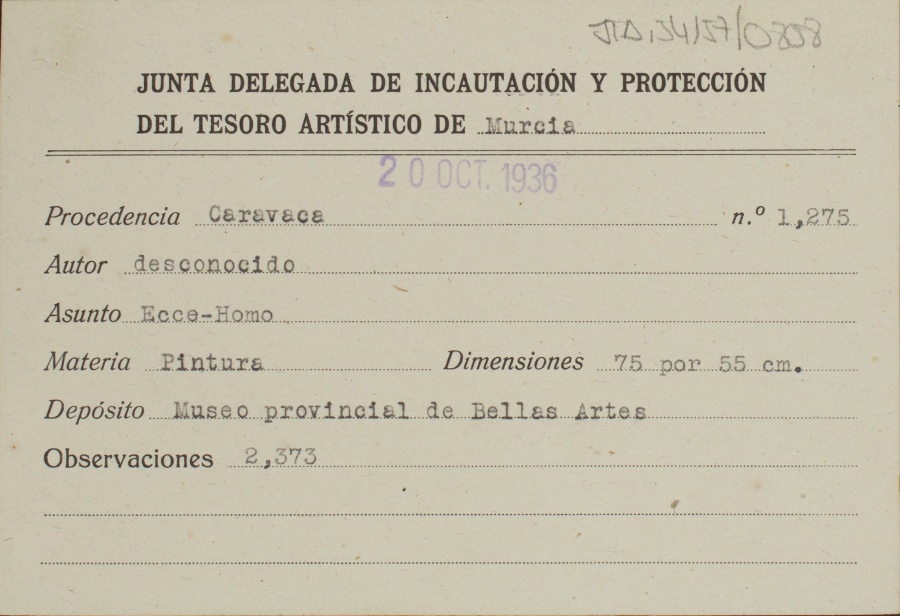 JTD,34/37/0808
JUNTA DELEGADA DE INCAUTACIÓN Y PROTECCIÓN
DEL TESORO ARTÍSTICO DE Murcia
20 OCT. 1936
Procedencia Caravaca n.º 1,275
Autor desconocido
Asunto Ecce-Homo
Materia Pintura Dimensiones 75 por 55 cm.
Depósito Museo provincial de Bellas Artes
Observaciones 2,373